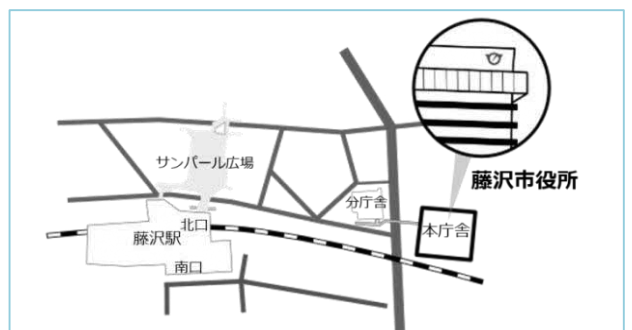 サンパール広場
藤沢市役所
分庁舎
本庁舎
北口
藤沢駅
南口